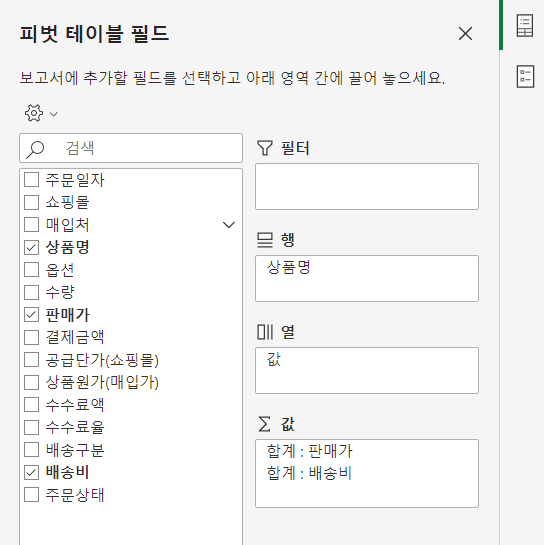 피벗 테이블 필드
보고서에 추가할 필드를 선택하고 아래 영역 간에 끌어 놓으세요.
검색
주문일자
쇼핑몰
매입처
상품명
옵션
수량
판매가
결제금액
공급단가(쇼핑몰)
상품원가(매입가)
수수료액
수수료율
배송구분
배송비
주문상태
필터
행
상품명
열
값
값
합계 : 판매가
합계 : 배송비